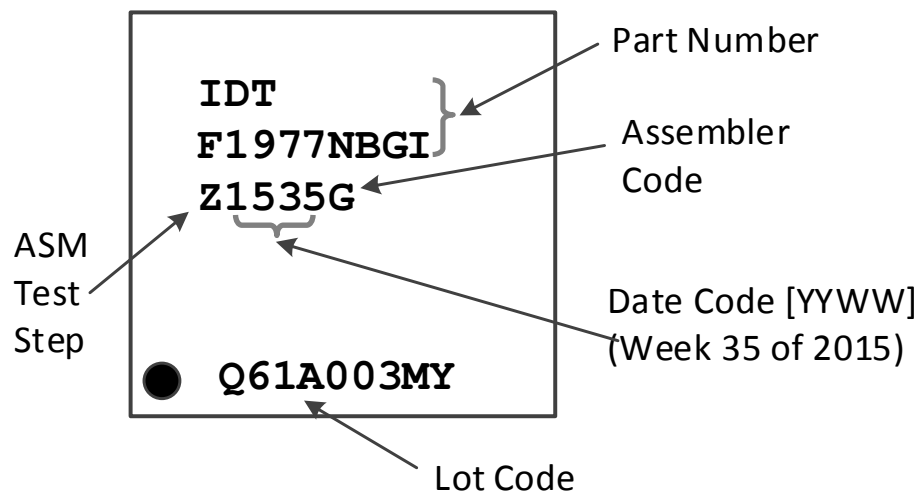 Part Number
IDT
F1977NBGI
Assembler
Code
Z1535G
ASM
Test
Step
Date Code [YYWW]
(Week 35 of 2015)
Q61A003MY
Lot Code